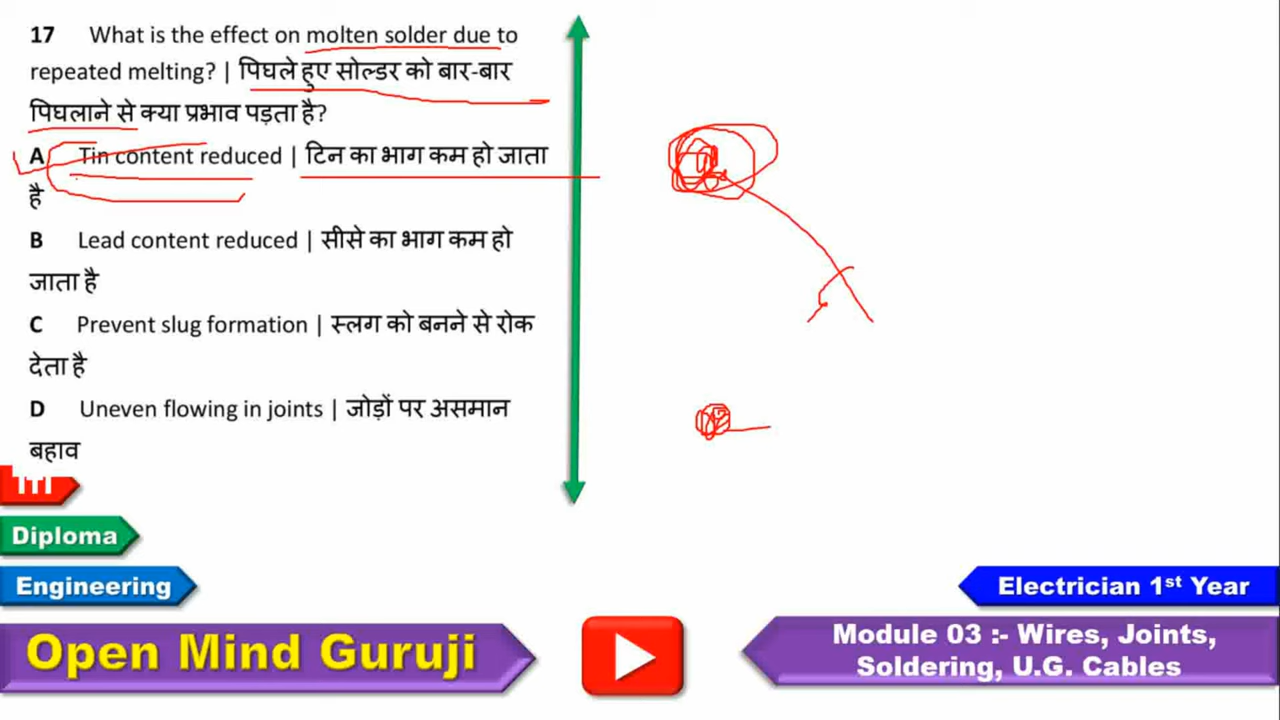 17 What is the effect on molten solder due to
repeated melting? | पिघले हुए सोल्डर को बार-बार
पिघलाने से क्या प्रभाव पड़ता है?
A Tin content reduced | टिन का भाग कम हो जाता
है
B Lead content reduced | सीसे का भाग कम हो
जाता है
C Prevent slug formation | स्लग को बनने से रोक
देता है
D Uneven flowing in joints | जोड़ों पर असमान
बहाव
ITI
Diploma
Engineering
Open Mind Guruji
Electrician 1st Year
Module 03 :- Wires, Joints,
Soldering, U.G. Cables